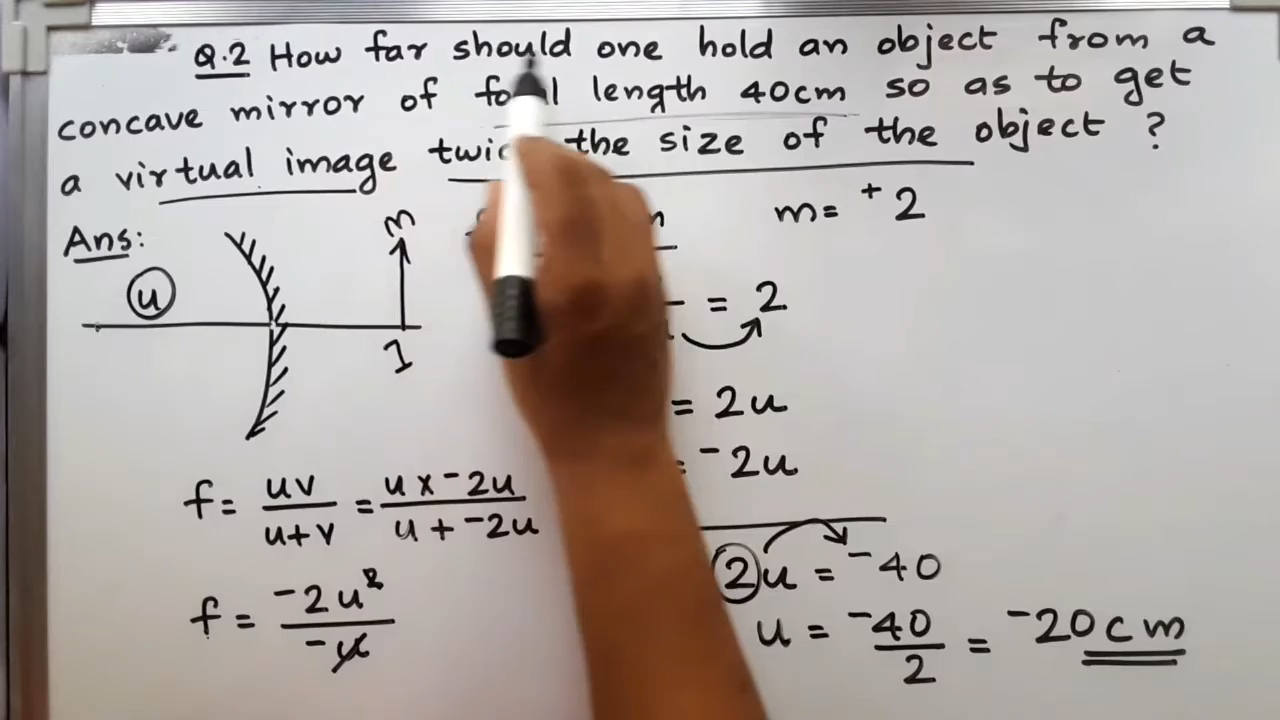 Q.2 How far should one hold an object from a
concave mirror of length 40cm so as to get
a virtual image the size of the object ?
Ans: m = +2
u m
= 2
I
= 2u
= -2u
f = uv/u+v = u x -2u/u + -2u
2u = -40
f = -2u²/-u
u = -40/2 = -20cm